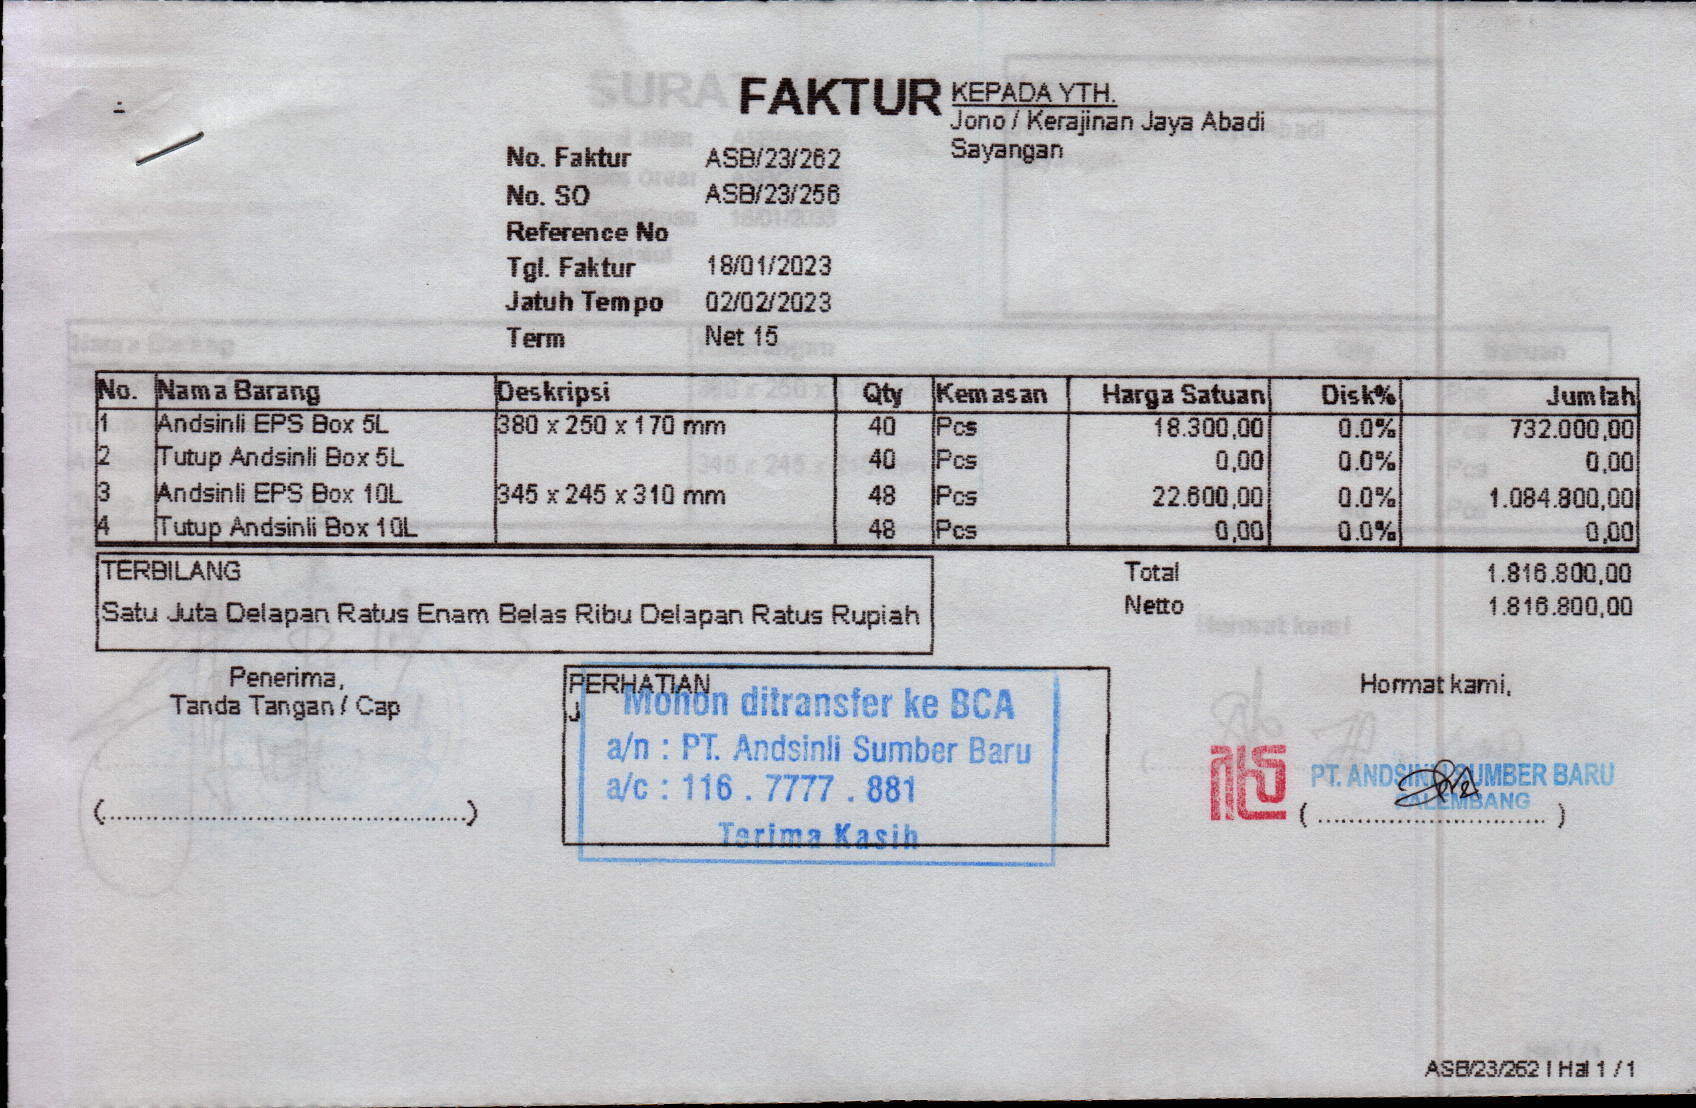 FAKTUR
KEPADA YTH.
Jono / Kerajinan Jaya Abadi
Sayangan
No. Faktur ASB/23/262
No. SO ASB/23/256
Reference No
Tgl. Faktur 18/01/2023
Jatuh Tempo 02/02/2023
Term Net 15
No. Nama Barang Deskripsi Qty Kemasan Harga Satuan Disk% Jumlah
1 Andsinli EPS Box 5L 380 x 250 x 170 mm 40 Pcs 18.300,00 0.0% 732.000,00
2 Tutup Andsinli Box 5L 40 Pcs 0,00 0.0% 0,00
3 Andsinli EPS Box 10L 345 x 245 x 310 mm 48 Pcs 22.600,00 0.0% 1.084.800,00
4 Tutup Andsinli Box 10L 48 Pcs 0,00 0.0% 0,00
TERBILANG
Satu Juta Delapan Ratus Enam Belas Ribu Delapan Ratus Rupiah
Total 1.816.800,00
Netto 1.816.800,00
Penerima,
Tanda Tangan / Cap
(..............................................)
PERHATIAN
Mohon ditransfer ke BCA
a/n : PT. Andsinli Sumber Baru
a/c : 116 . 7777 . 881
Terima Kasih
Hormat kami,
PT. ANDSINLI SUMBER BARU
PALEMBANG
( ............................. )
ASB/23/262 | Hal 1 / 1